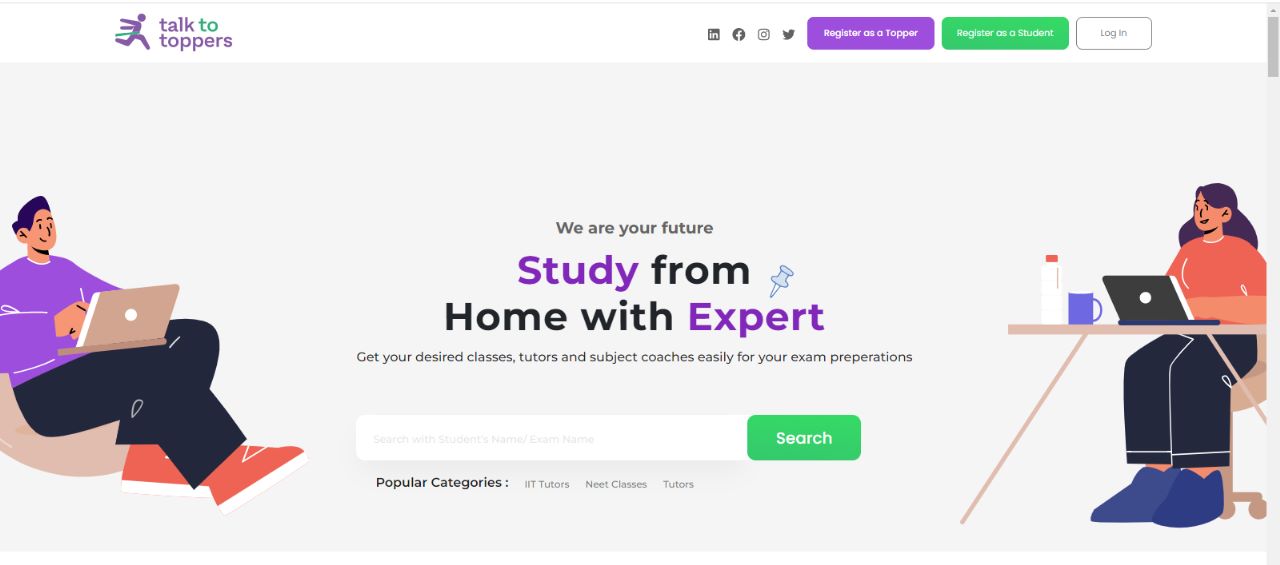 talk to
toppers
Register as a Topper
Register as a Student
Log In
We are your future
Study from
Home with Expert
Get your desired classes, tutors and subject coaches easily for your exam preperations
Search with Student's Name/ Exam Name
Search
Popular Categories :
IIT Tutors
Neet Classes
Tutors